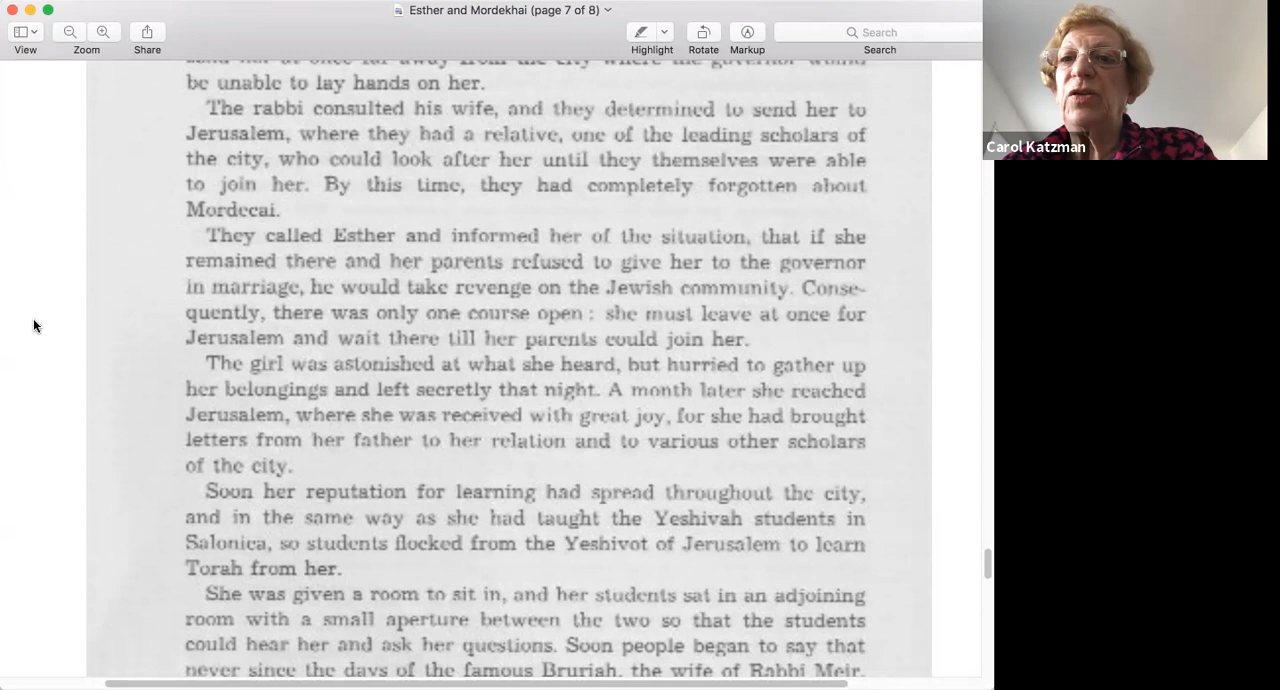 Esther and Mordekhai (page 7 of 8)
View
Zoom
Share
Highlight
Rotate
Markup
Search
Search
Carol Katzman
send her at once far away from the city where the governor would
be unable to lay hands on her.
The rabbi consulted his wife, and they determined to send her to
Jerusalem, where they had a relative, one of the leading scholars of
the city, who could look after her until they themselves were able
to join her. By this time, they had completely forgotten about
Mordecai.
They called Esther and informed her of the situation, that if she
remained there and her parents refused to give her to the governor
in marriage, he would take revenge on the Jewish community. Conse-
quently, there was only one course open : she must leave at once for
Jerusalem and wait there till her parents could join her.
The girl was astonished at what she heard, but hurried to gather up
her belongings and left secretly that night. A month later she reached
Jerusalem, where she was received with great joy, for she had brought
letters from her father to her relation and to various other scholars
of the city.
Soon her reputation for learning had spread throughout the city,
and in the same way as she had taught the Yeshivah students in
Salonica, so students flocked from the Yeshivot of Jerusalem to learn
Torah from her.
She was given a room to sit in, and her students sat in an adjoining
room with a small aperture between the two so that the students
could hear her and ask her questions. Soon people began to say that
never since the days of the famous Bruriah, the wife of Rabbi Meir,